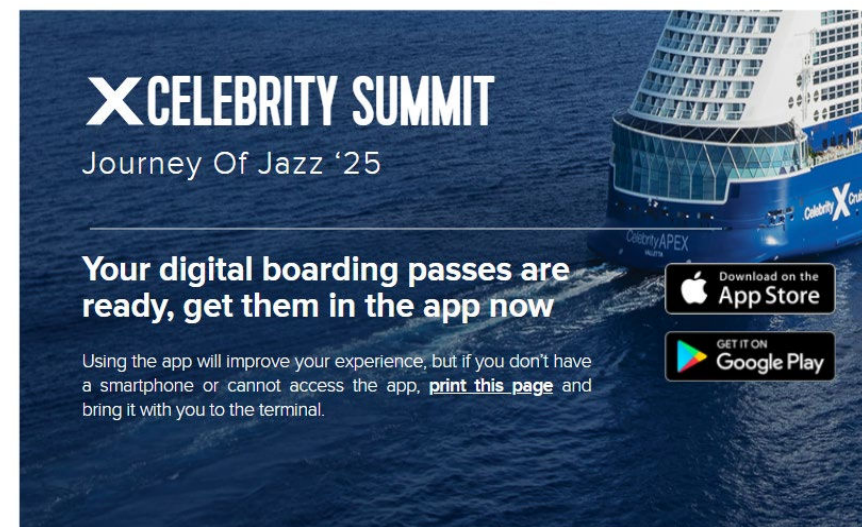 X CELEBRITY SUMMIT
Journey Of Jazz ‘25
Your digital boarding passes are
ready, get them in the app now
Using the app will improve your experience, but if you don't have
a smartphone or cannot access the app, print this page and
bring it with you to the terminal.
Celebrity X Cru
Celebrity APEX
VALLETTA
Download on the
App Store
GET IT ON
Google Play